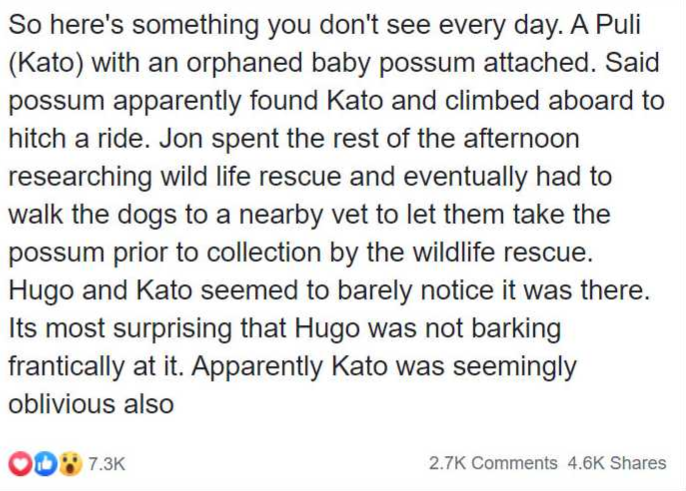 So here's something you don't see every day. A Puli
(Kato) with an orphaned baby possum attached. Said
possum apparently found Kato and climbed aboard to
hitch a ride. Jon spent the rest of the afternoon
researching wild life rescue and eventually had to
walk the dogs to a nearby vet to let them take the
possum prior to collection by the wildlife rescue.
Hugo and Kato seemed to barely notice it was there.
Its most surprising that Hugo was not barking
frantically at it. Apparently Kato was seemingly
oblivious also
7.3K 2.7K Comments 4.6K Shares